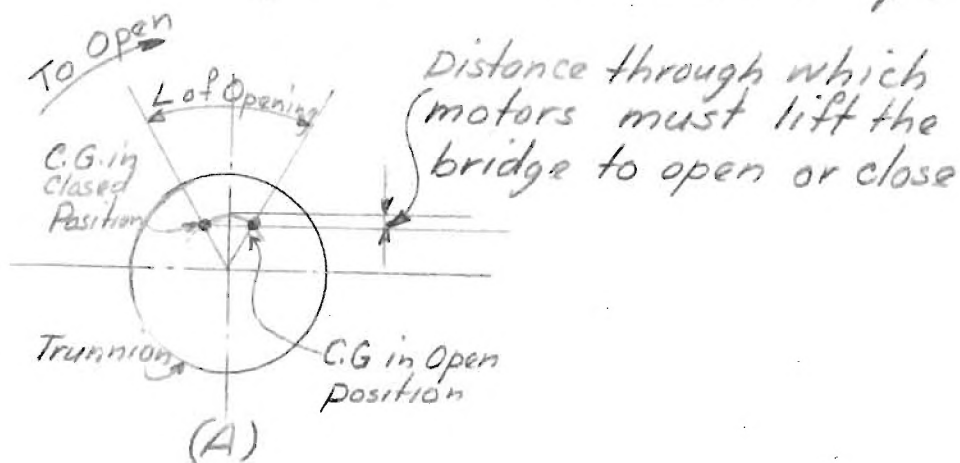 To Open
L of Opening
Distance through which
motors must lift the
bridge to open or close
C.G. in
Closed
Position
Trunnion
C.G in Open
position
(A)